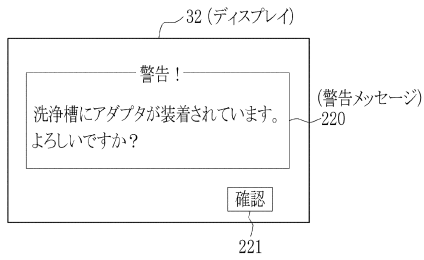 32 (ディスプレイ)
警告！
洗浄槽にアダプタが装着されています。
よろしいですか？
(警告メッセージ)
220
確認
221